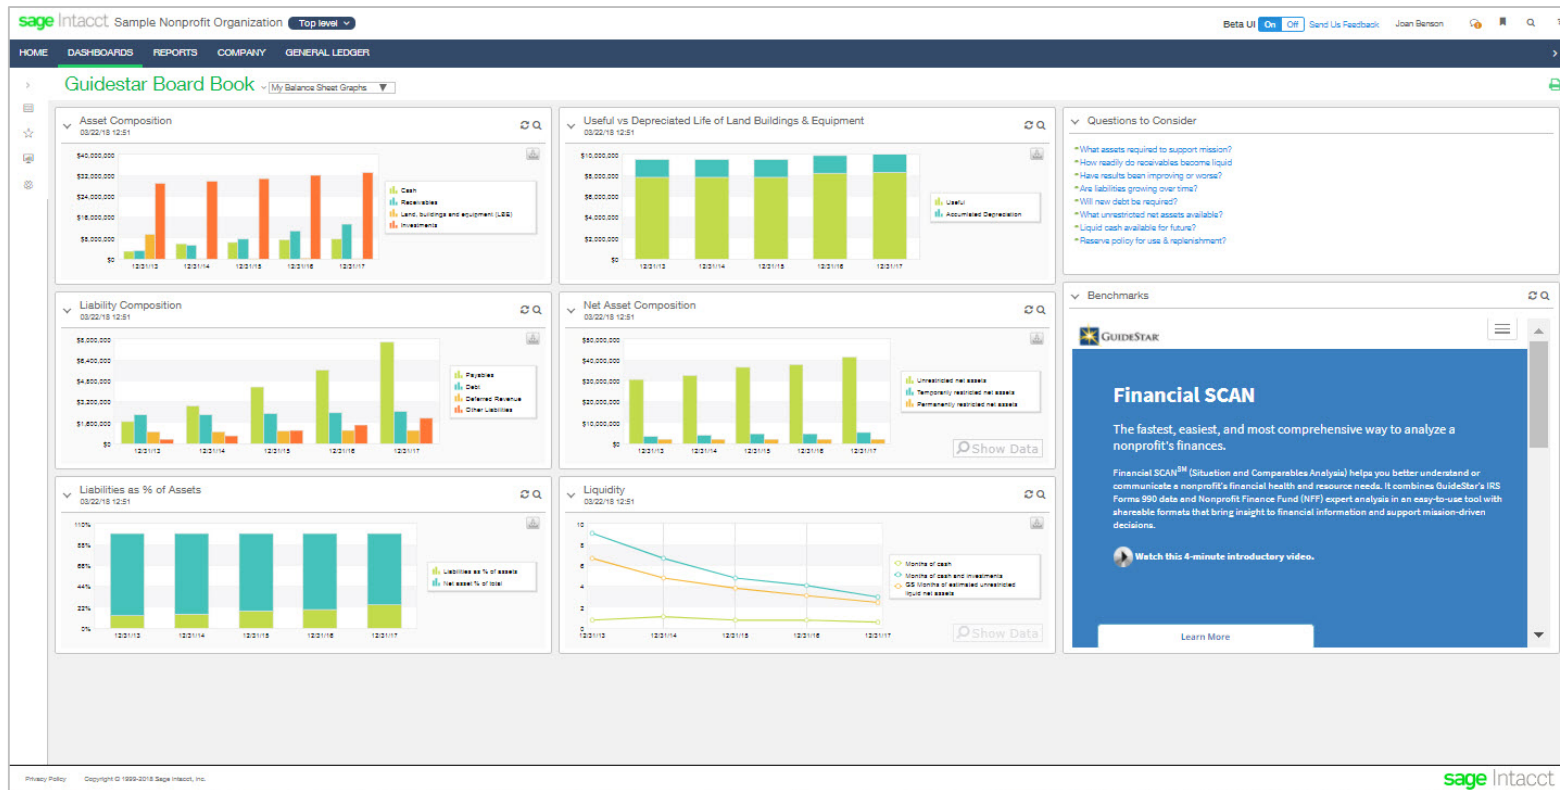 sage Intacct Sample Nonprofit Organization Top level
Beta UI On Off Send Us Feedback Joan Benson
HOME DASHBOARDS REPORTS COMPANY GENERAL LEDGER
Guidestar Board Book My Balance Sheet Graphs
Asset Composition
03/22/18 12:51
$40,000,000
$32,000,000
$24,000,000
$16,000,000
$8,000,000
$0
12/31/13 12/31/14 12/31/15 12/31/16 12/31/17
Cash
Receivables
Land, buildings and equipment (LBE)
Investments
Useful vs Depreciated Life of Land Buildings & Equipment
03/22/18 12:51
$10,000,000
$8,000,000
$6,000,000
$4,000,000
$2,000,000
$0
12/31/13 12/31/14 12/31/15 12/31/16 12/31/17
Useful
Accumlated Depreciation
Questions to Consider
What assets required to support mission?
How readily do receivables become liquid
Have results been improving or worse?
Are liabilities growing over time?
Will new debt be required?
What unrestricted net assets available?
Liquid cash available for future?
Reserve policy for use & replenishment?
Liability Composition
03/22/18 12:51
$8,000,000
$6,400,000
$4,800,000
$3,200,000
$1,600,000
$0
12/31/13 12/31/14 12/31/15 12/31/16 12/31/17
Payables
Debt
Deferred Revenue
Other Liabilities
Net Asset Composition
03/22/18 12:51
$50,000,000
$40,000,000
$30,000,000
$20,000,000
$10,000,000
$0
12/31/13 12/31/14 12/31/15 12/31/16 12/31/17
Unrestricted net assets
Temporarily restricted net assets
Permanently restricted net assets
Show Data
Benchmarks
GUIDESTAR
Financial SCAN
The fastest, easiest, and most comprehensive way to analyze a
nonprofit's finances.
Financial SCAN SM (Situation and Comparables Analysis) helps you better understand or
communicate a nonprofit's financial health and resource needs. It combines GuideStar's IRS
Forms 990 data and Nonprofit Finance Fund (NFF) expert analysis in an easy-to-use tool with
shareable formats that bring insight to financial information and support mission-driven
decisions.
Watch this 4-minute introductory video.
Learn More
Liabilities as % of Assets
03/22/18 12:51
110%
88%
66%
44%
22%
0%
12/31/13 12/31/14 12/31/15 12/31/16 12/31/17
Liabilities as % of assets
Net asset % of total
Liquidity
03/22/18 12:51
10
8
6
4
2
0
12/31/13 12/31/14 12/31/15 12/31/16 12/31/17
Months of cash
Months of cash and investments
GS Months of estimated unrestricted
liquid net assets
Show Data
Privacy Policy Copyright © 1999-2018 Sage Intacct, Inc.
sage Intacct